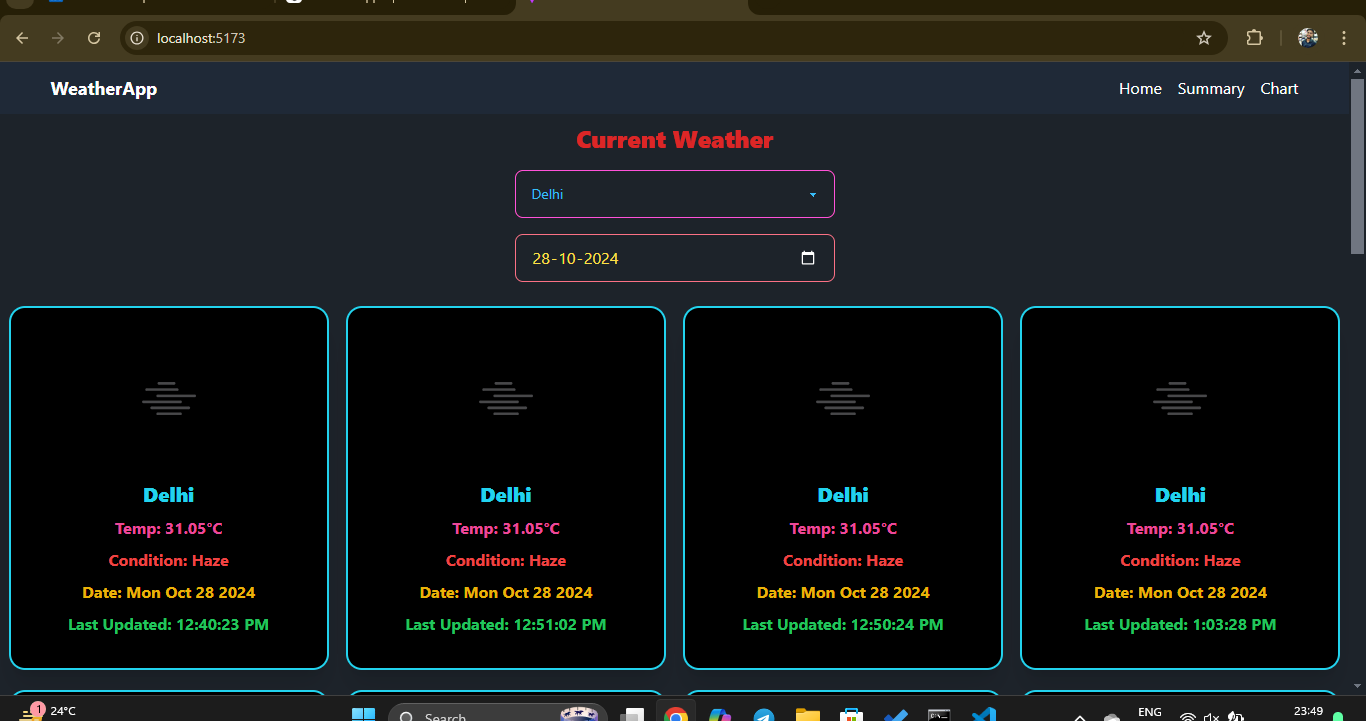 localhost:5173
WeatherApp
Home Summary Chart
Current Weather
Delhi
28-10-2024
Delhi Delhi Delhi Delhi
Temp: 31.05°C Temp: 31.05°C Temp: 31.05°C Temp: 31.05°C
Condition: Haze Condition: Haze Condition: Haze Condition: Haze
Date: Mon Oct 28 2024 Date: Mon Oct 28 2024 Date: Mon Oct 28 2024 Date: Mon Oct 28 2024
Last Updated: 12:40:23 PM Last Updated: 12:51:02 PM Last Updated: 12:50:24 PM Last Updated: 1:03:28 PM
1 24°C Search ENG 23:49